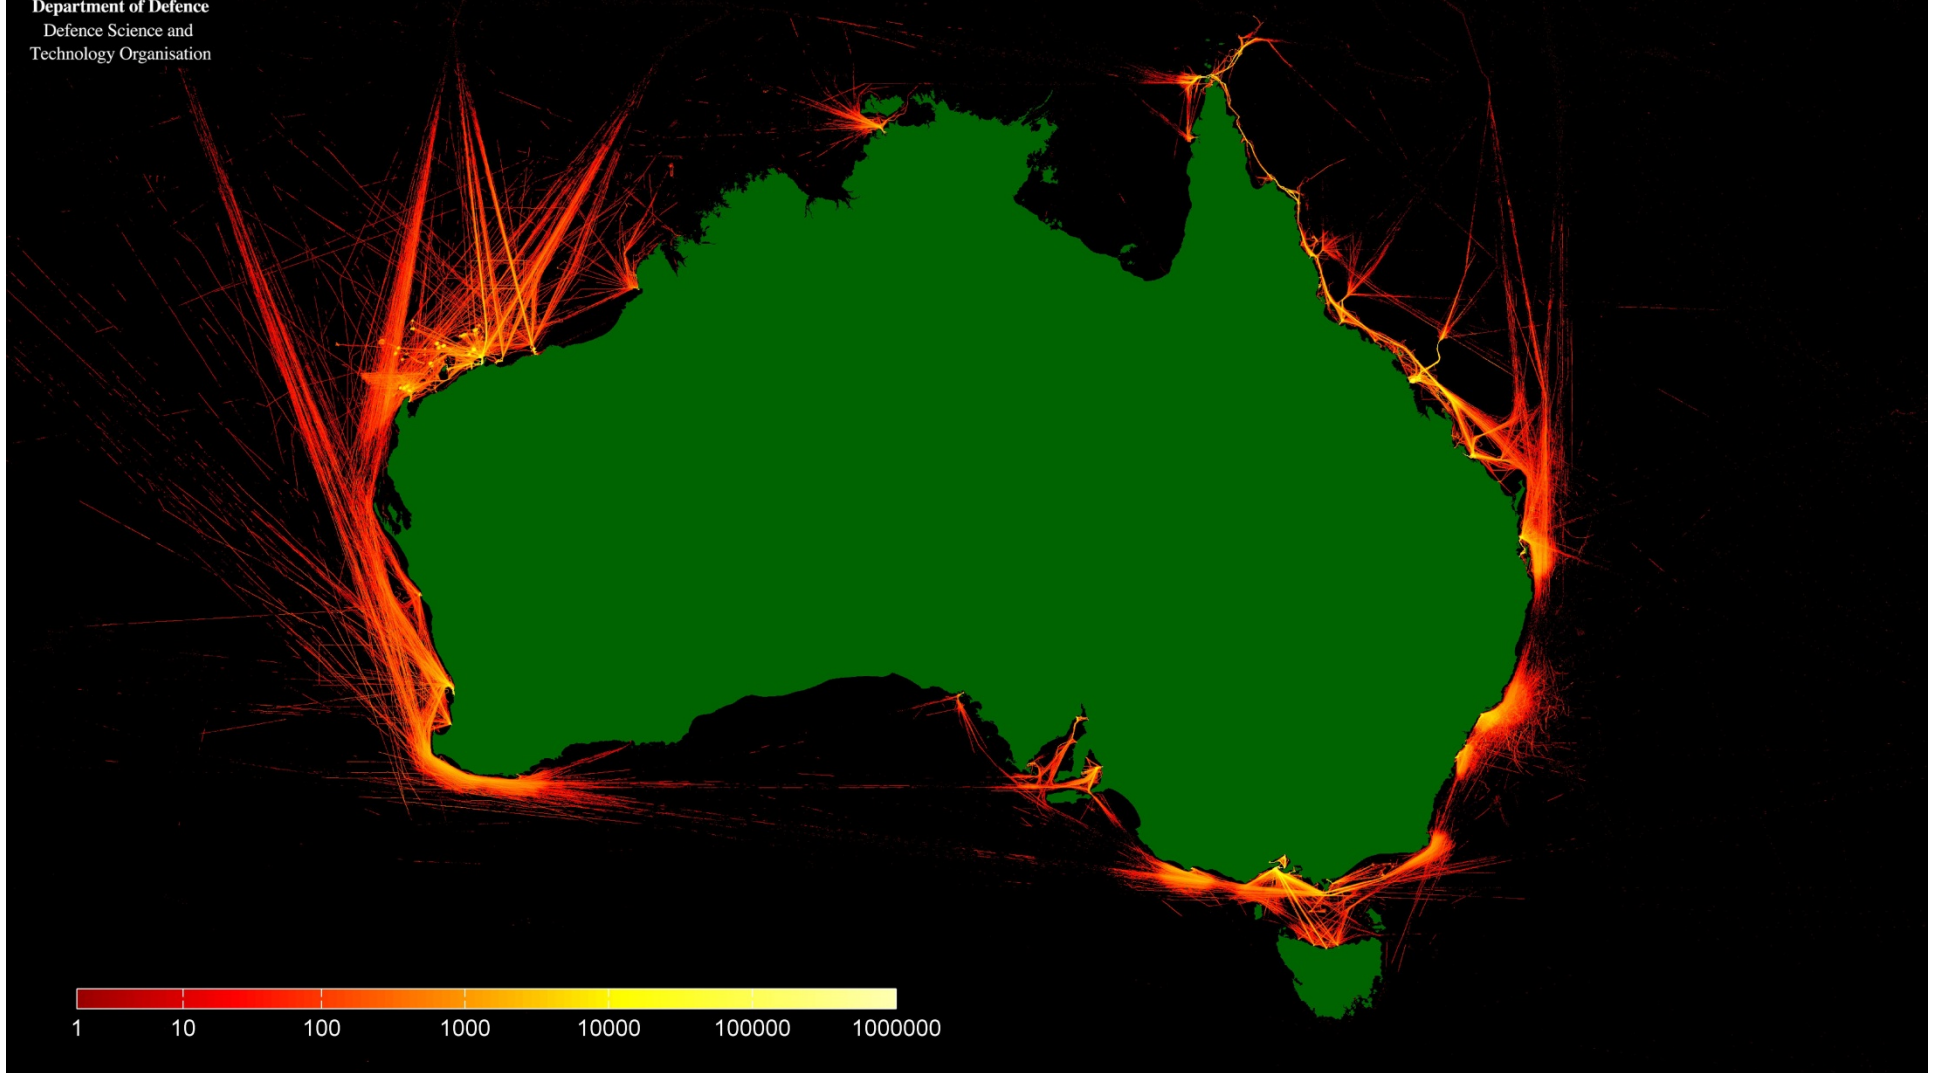 Department of Defence
Defence Science and
Technology Organisation
1 10 100 1000 10000 100000 1000000